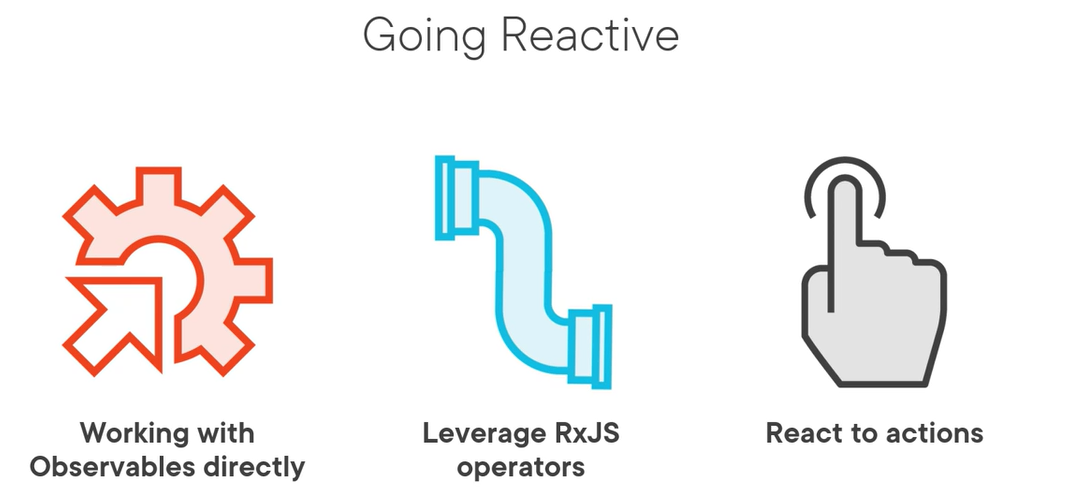 Going Reactive
Working with
Observables directly
Leverage RxJS
operators
React to actions